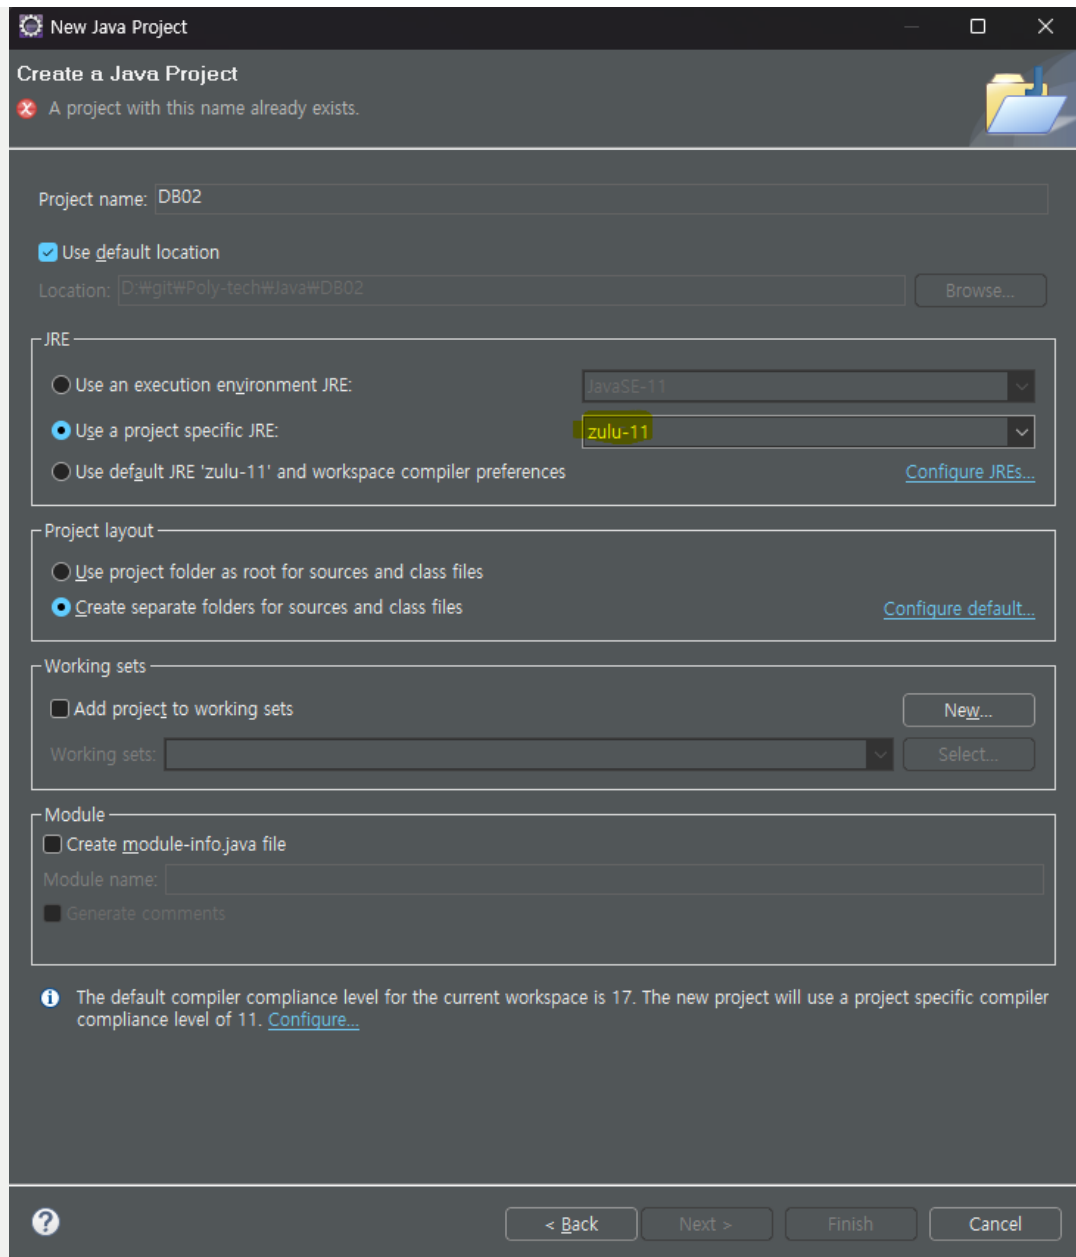 New Java Project
Create a Java Project
A project with this name already exists.
Project name: DB02
Use default location
Location: D:₩git₩Poly-tech₩Java₩DB02
Browse...
JRE
Use an execution environment JRE:
JavaSE-11
Use a project specific JRE:
zulu-11
Use default JRE 'zulu-11' and workspace compiler preferences
Configure JREs...
Project layout
Use project folder as root for sources and class files
Create separate folders for sources and class files
Configure default...
Working sets
Add project to working sets
New...
Working sets:
Select...
Module
Create module-info.java file
Module name:
Generate comments
The default compiler compliance level for the current workspace is 17. The new project will use a project specific compiler
compliance level of 11. Configure...
< Back
Next >
Finish
Cancel